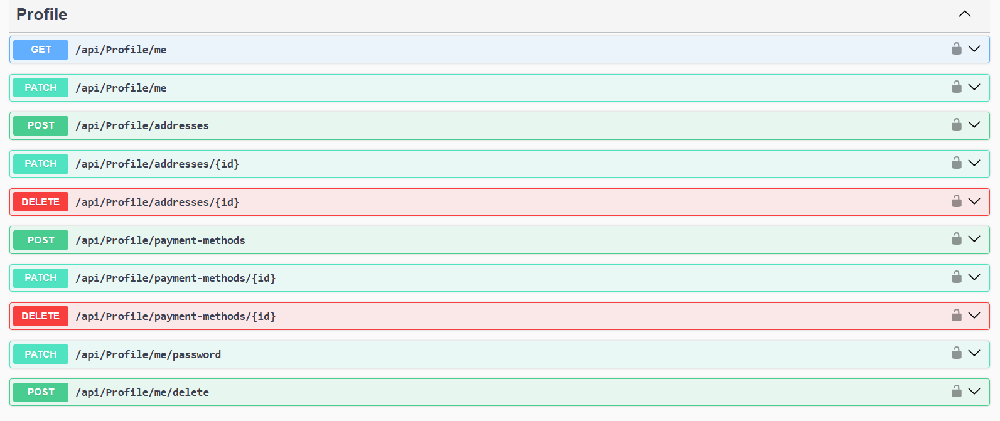 Profile
GET /api/Profile/me
PATCH /api/Profile/me
POST /api/Profile/addresses
PATCH /api/Profile/addresses/{id}
DELETE /api/Profile/addresses/{id}
POST /api/Profile/payment-methods
PATCH /api/Profile/payment-methods/{id}
DELETE /api/Profile/payment-methods/{id}
PATCH /api/Profile/me/password
POST /api/Profile/me/delete